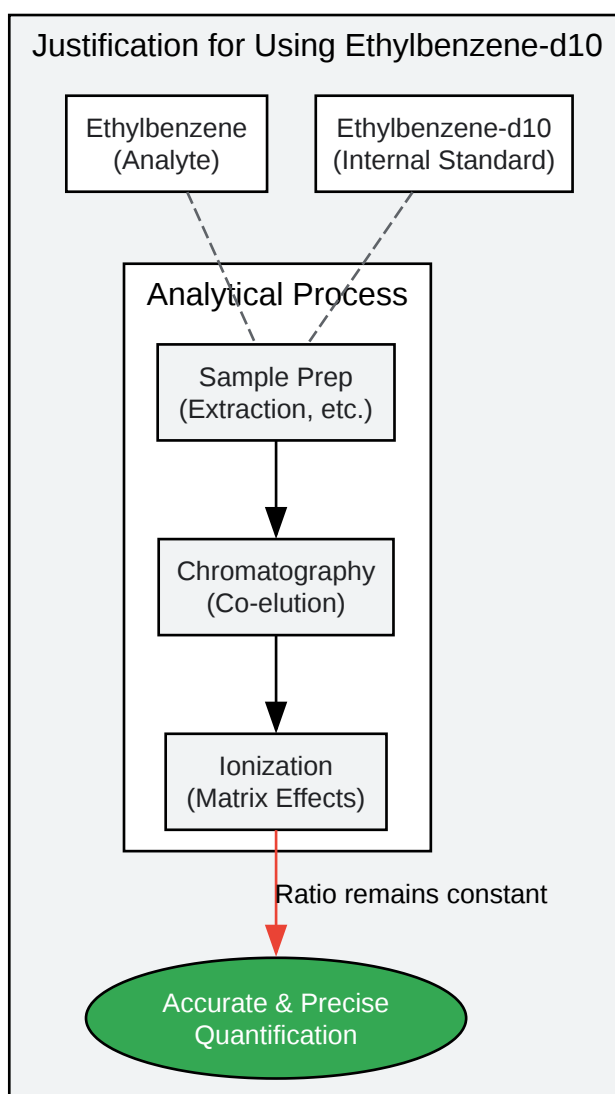 Justification for Using Ethylbenzene-d10
Ethylbenzene
(Analyte)
Ethylbenzene-d10
(Internal Standard)
Analytical Process
Sample Prep
(Extraction, etc.)
Chromatography
(Co-elution)
Ionization
(Matrix Effects)
Ratio remains constant
Accurate & Precise
Quantification